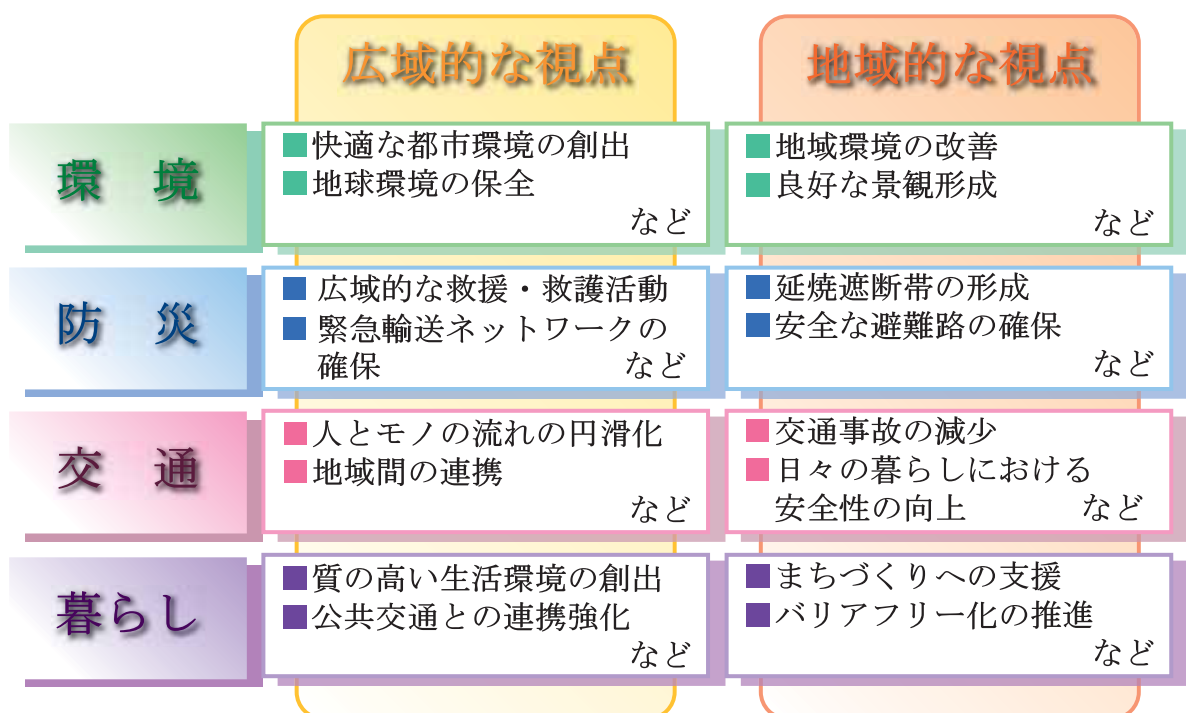 広域的な視点
地域的な視点
環　境
■快適な都市環境の創出
■地球環境の保全
など
■地域環境の改善
■良好な景観形成
など
防　災
■広域的な救援・救護活動
■緊急輸送ネットワークの
確保　など
■延焼遮断帯の形成
■安全な避難路の確保
など
交　通
■人とモノの流れの円滑化
■地域間の連携
など
■交通事故の減少
■日々の暮らしにおける
安全性の向上　など
暮らし
■質の高い生活環境の創出
■公共交通との連携強化
など
■まちづくりへの支援
■バリアフリー化の推進
など